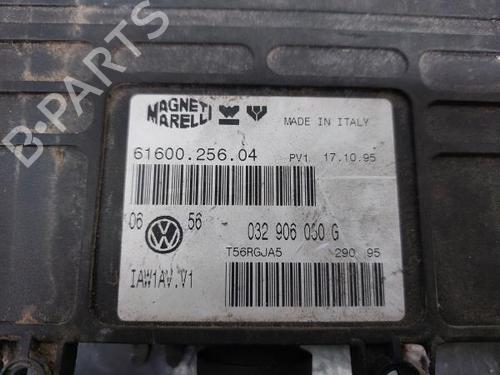 B-PARTS
MAGNETI
MARELLI
MADE IN ITALY
61600.256.04 PV1 17.10.95
06 56
032 906 030 G
T56RGJA5 290 95
IAW1AV.V1